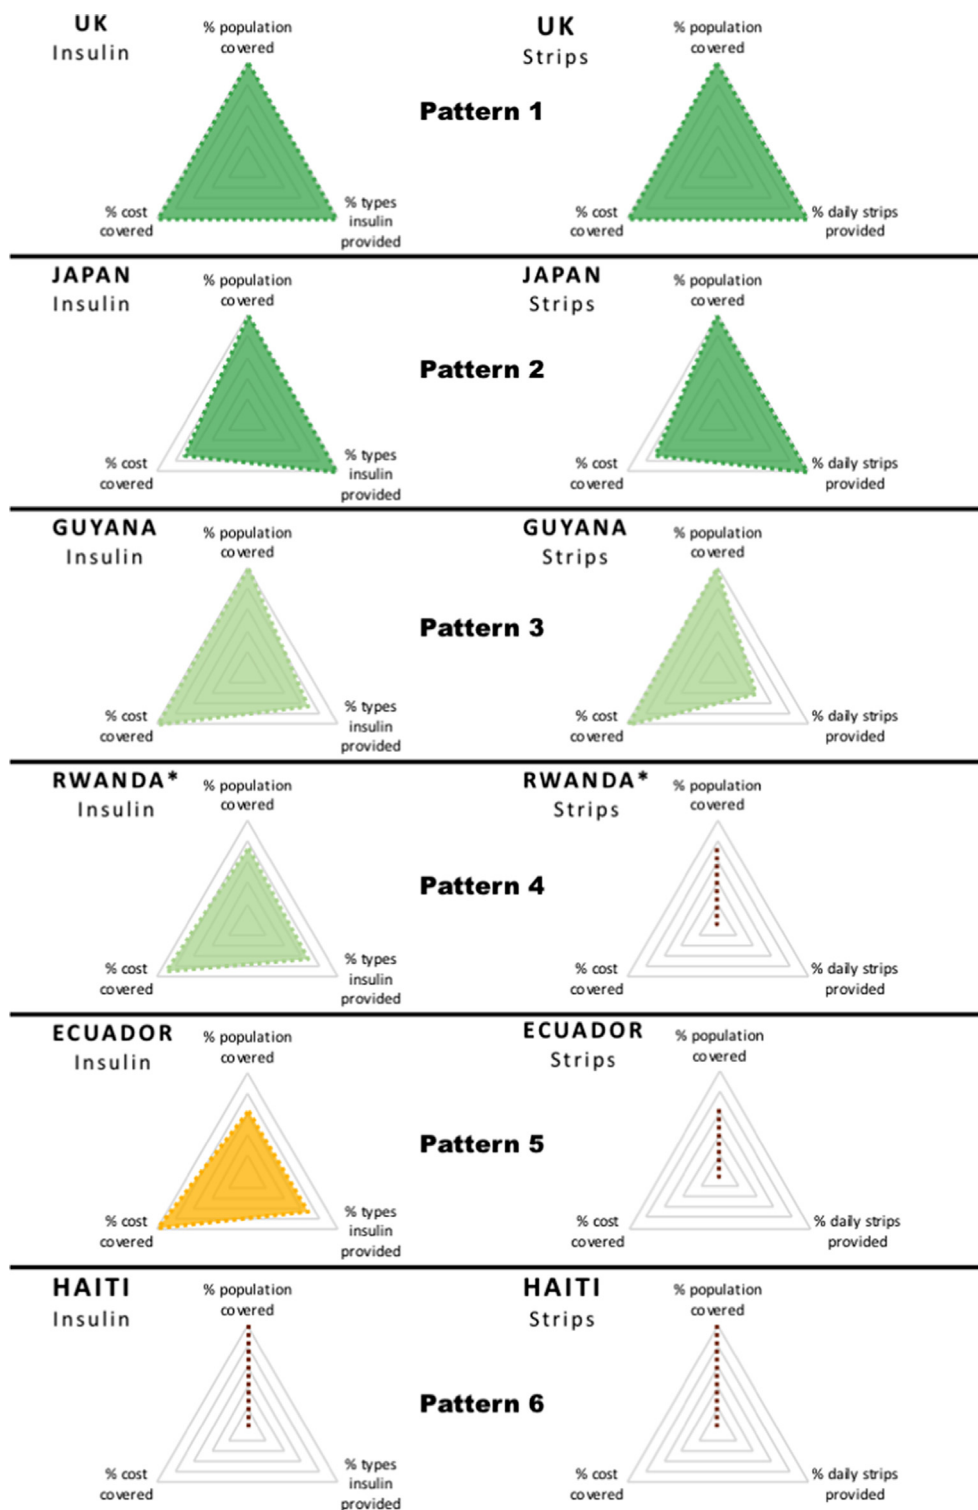 UK
Insulin
% population
covered
UK
Strips
% population
covered
Pattern 1
% cost
covered
% types
insulin
provided
% cost
covered
% daily strips
provided
JAPAN
Insulin
% population
covered
JAPAN
Strips
% population
covered
Pattern 2
% cost
covered
% types
insulin
provided
% cost
covered
% daily strips
provided
GUYANA
Insulin
% population
covered
GUYANA
Strips
% population
covered
Pattern 3
% cost
covered
% types
insulin
provided
% cost
covered
% daily strips
provided
RWANDA*
Insulin
% population
covered
RWANDA*
Strips
% population
covered
Pattern 4
% cost
covered
% types
insulin
provided
% cost
covered
% daily strips
provided
ECUADOR
Insulin
% population
covered
ECUADOR
Strips
% population
covered
Pattern 5
% cost
covered
% types
insulin
provided
% cost
covered
% daily strips
provided
HAITI
Insulin
% population
covered
HAITI
Strips
% population
covered
Pattern 6
% cost
covered
% types
insulin
provided
% cost
covered
% daily strips
provided